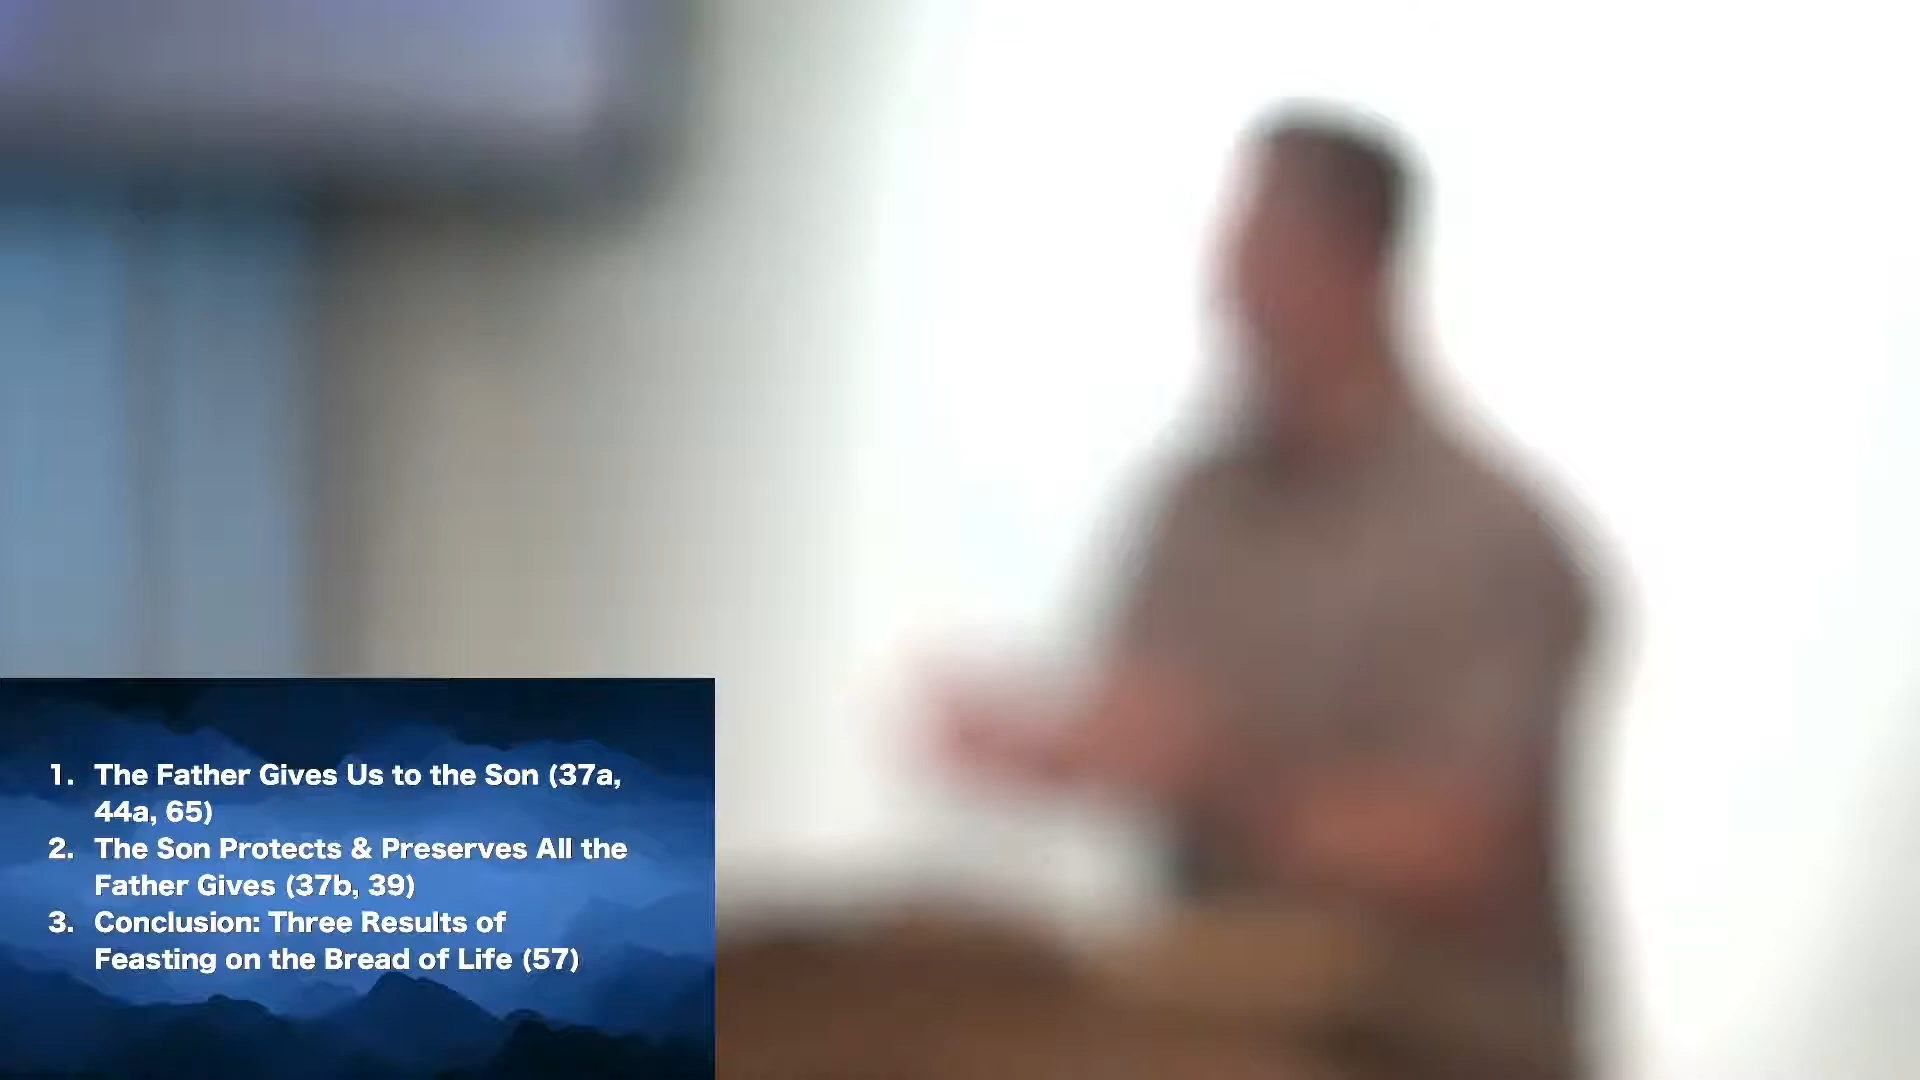 1. The Father Gives Us to the Son (37a,
44a, 65)
2. The Son Protects & Preserves All the
Father Gives (37b, 39)
3. Conclusion: Three Results of
Feasting on the Bread of Life (57)